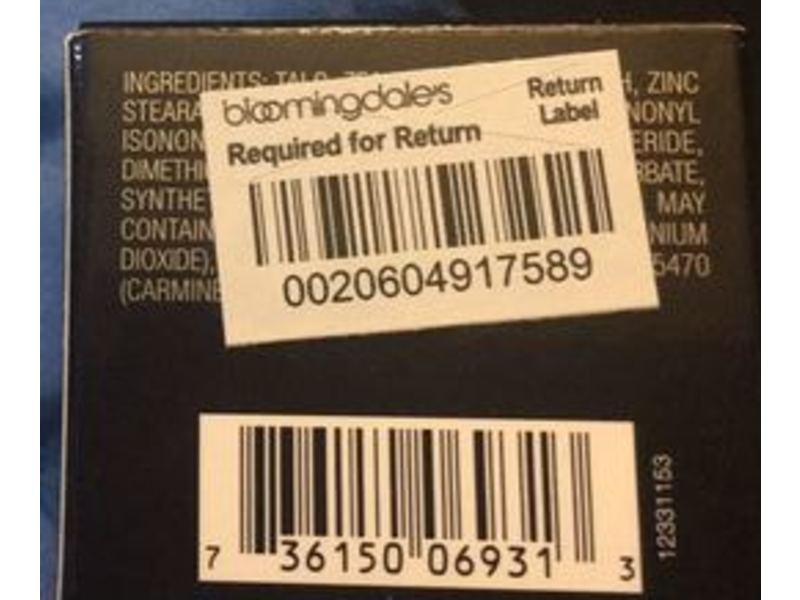 INGREDIENTS: TALC, ZINC
STEARA NONYL
ISONON ERIDE,
DIMETHI BBATE,
SYNTHE MAY
CONTAIN NIUM
DIOXIDE), 5470
(CARMINE
bloomingdale's Return
Label
Required for Return
0020604917589
7 36150 06931 3
12331153